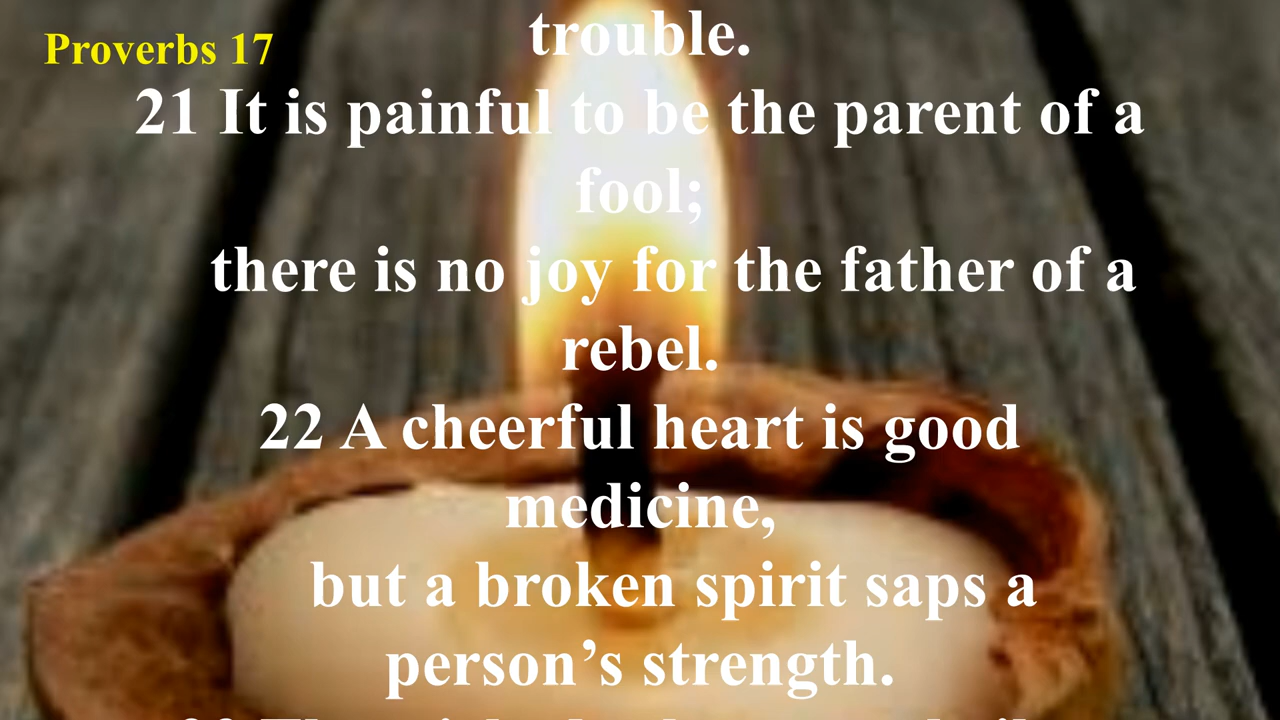 Proverbs 17
trouble.
21 It is painful to be the parent of a
fool;
there is no joy for the father of a
rebel.
22 A cheerful heart is good
medicine,
but a broken spirit saps a
person’s strength.